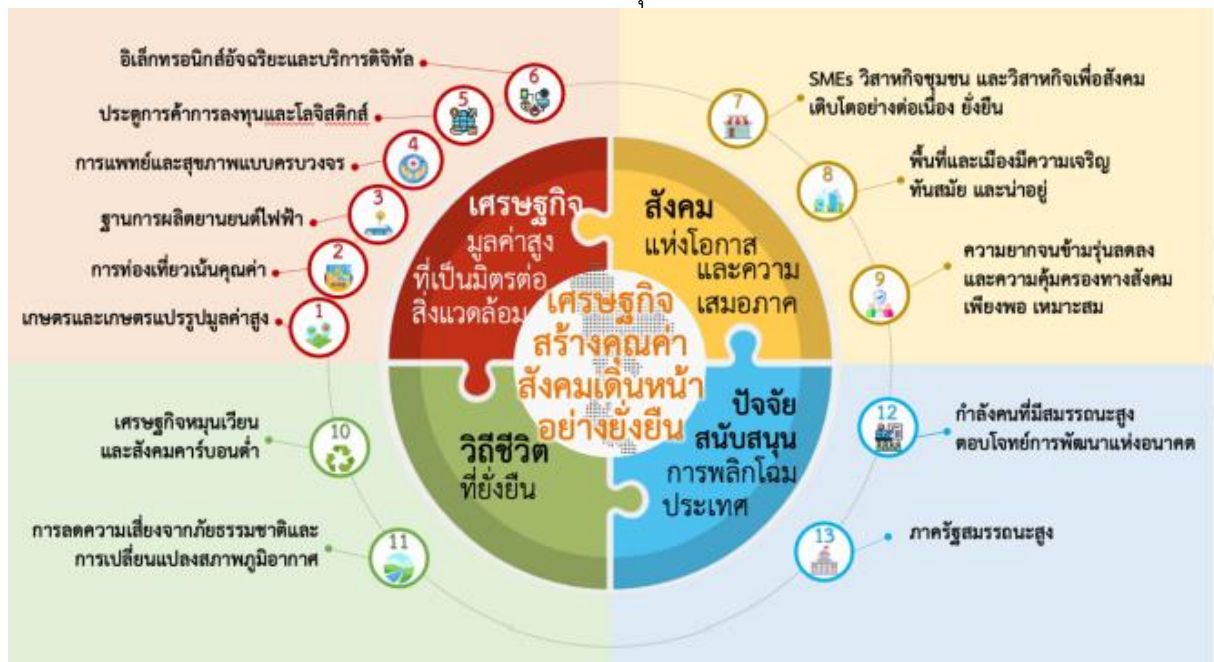 อิเล็กทรอนิกส์อัจฉริยะและบริการดิจิทัล
6
ประตูการค้าการลงทุนและโลจิสติกส์
5
การแพทย์และสุขภาพแบบครบวงจร
4
ฐานการผลิตยานยนต์ไฟฟ้า
3
การท่องเที่ยวเน้นคุณค่า
2
เกษตรและเกษตรแปรรูปมูลค่าสูง
1
เศรษฐกิจ
มูลค่าสูง
ที่เป็นมิตรต่อ
สิ่งแวดล้อม
สังคม
แห่งโอกาส
และความ
เสมอภาค
7
SMEs วิสาหกิจชุมชน และวิสาหกิจเพื่อสังคม
เติบโตอย่างต่อเนื่อง ยั่งยืน
8
พื้นที่และเมืองมีความเจริญ
ทันสมัย และน่าอยู่
9
ความยากจนข้ามรุ่นลดลง
และความคุ้มครองทางสังคม
เพียงพอ เหมาะสม
เศรษฐกิจ
สร้างคุณค่า
สังคมเดินหน้า
อย่างยั่งยืน
เศรษฐกิจหมุนเวียน
และสังคมคาร์บอนต่ำ
10
การลดความเสี่ยงจากภัยธรรมชาติและ
การเปลี่ยนแปลงสภาพภูมิอากาศ
11
วิถีชีวิต
ที่ยั่งยืน
ปัจจัย
สนับสนุน
การพลิกโฉม
ประเทศ
12
กำลังคนที่มีสมรรถนะสูง
ตอบโจทย์การพัฒนาแห่งอนาคต
13
ภาครัฐสมรรถนะสูง